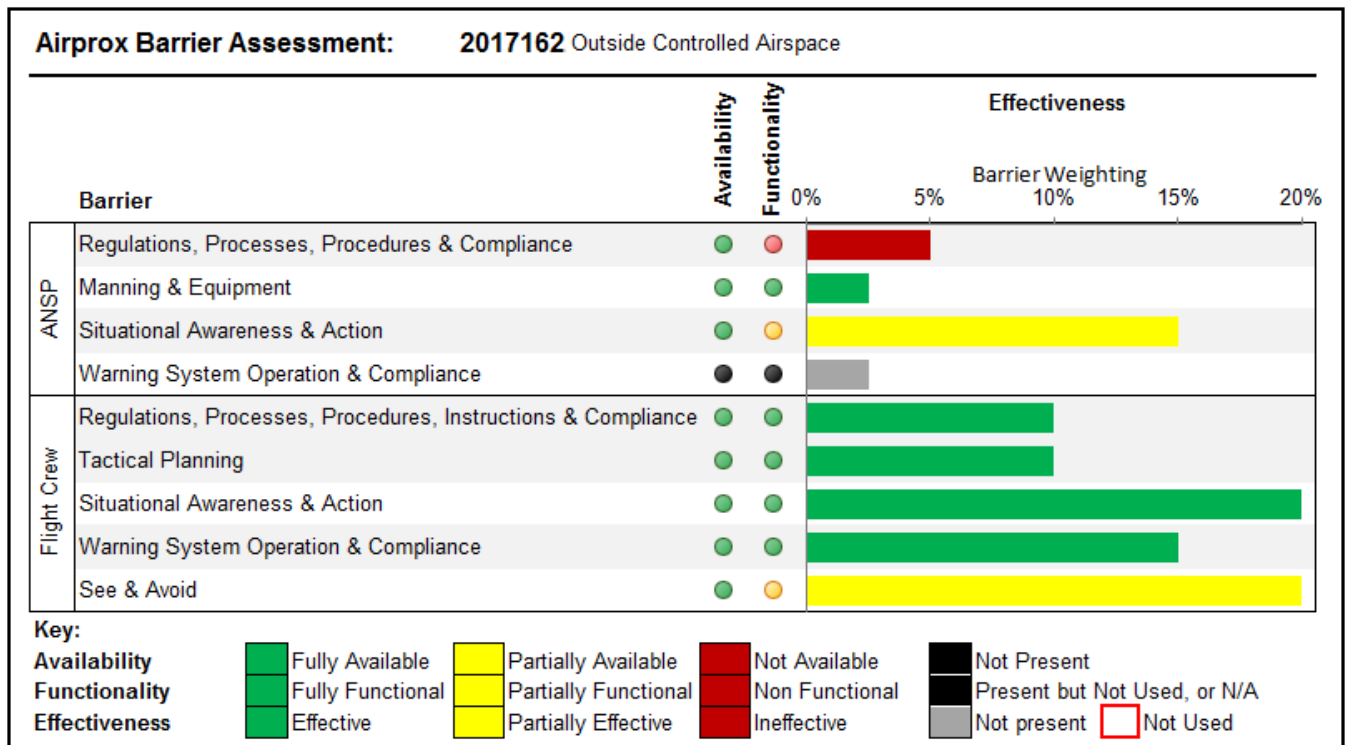 Airprox Barrier Assessment: 2017162 Outside Controlled Airspace
Availability
Functionality
Effectiveness
Barrier Weighting
Barrier
0% 5% 10% 15% 20%
ANSP
Regulations, Processes, Procedures & Compliance
Manning & Equipment
Situational Awareness & Action
Warning System Operation & Compliance
Flight Crew
Regulations, Processes, Procedures, Instructions & Compliance
Tactical Planning
Situational Awareness & Action
Warning System Operation & Compliance
See & Avoid
Key:
Availability Fully Available Partially Available Not Available Not Present
Functionality Fully Functional Partially Functional Non Functional Present but Not Used, or N/A
Effectiveness Effective Partially Effective Ineffective Not present Not Used